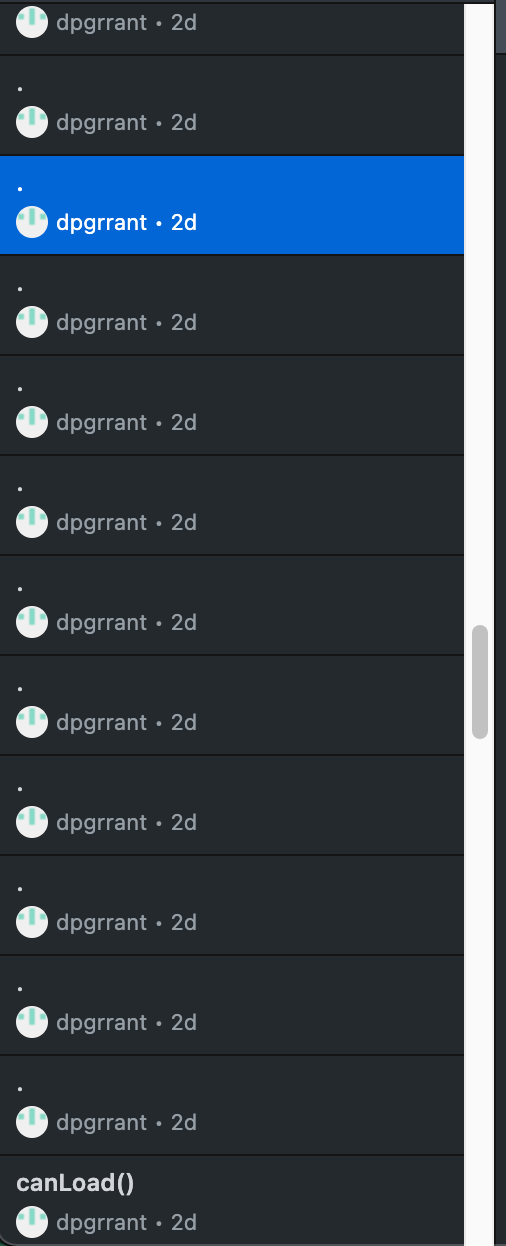 dpgrrant • 2d
.
dpgrrant • 2d
.
dpgrrant • 2d
.
dpgrrant • 2d
.
dpgrrant • 2d
.
dpgrrant • 2d
.
dpgrrant • 2d
.
dpgrrant • 2d
.
dpgrrant • 2d
.
dpgrrant • 2d
.
dpgrrant • 2d
.
dpgrrant • 2d
canLoad()
dpgrrant • 2d